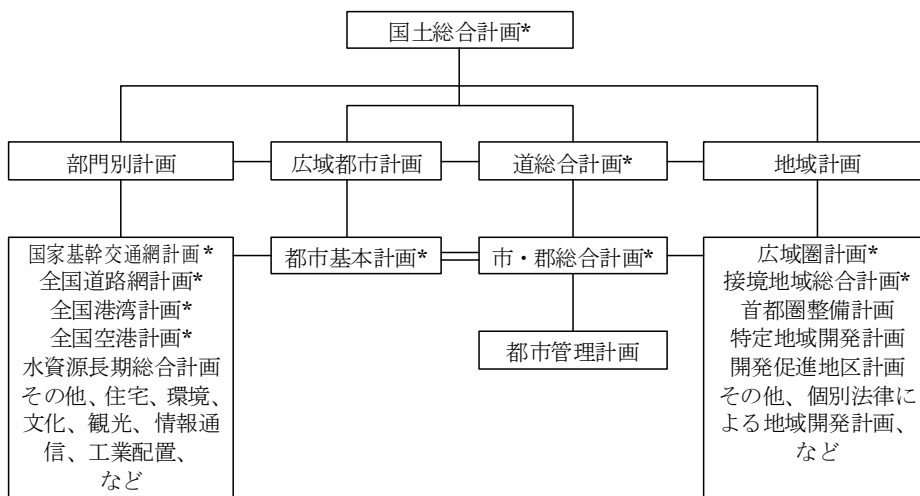 国土総合計画*
部門別計画
広域都市計画
道総合計画*
地域計画
国家基幹交通網計画*
全国道路網計画*
全国港湾計画*
全国空港計画*
水資源長期総合計画
その他、住宅、環境、
文化、観光、情報通
信、工業配置、
など
都市基本計画*
市・郡総合計画*
都市管理計画
広域圏計画*
接境地域総合計画*
首都圏整備計画
特定地域開発計画
開発促進地区計画
その他、個別法律に
よる地域開発計画、
など